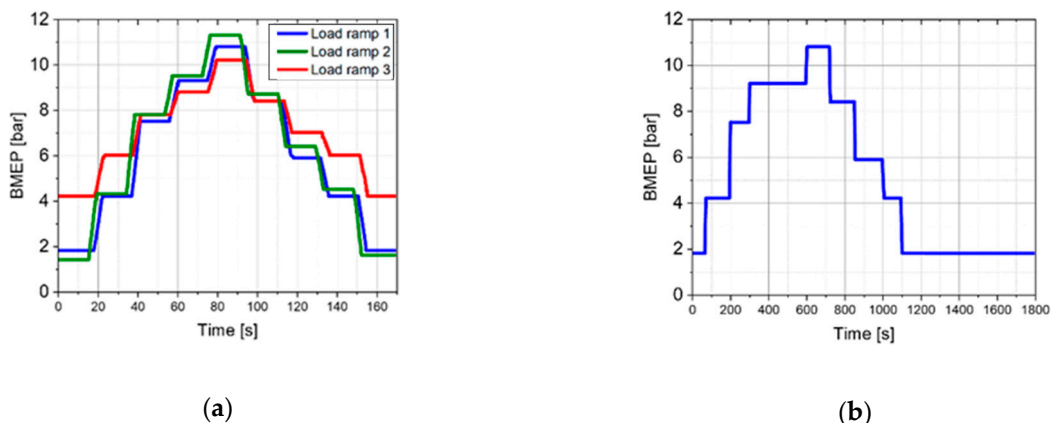 12
10
8
6
4
2
0
BMEP [bar]
Load ramp 1
Load ramp 2
Load ramp 3
0 20 40 60 80 100 120 140 160
Time [s]
(a)
12
10
8
6
4
2
0
BMEP [bar]
0 200 400 600 800 1000 1200 1400 1600 1800
Time [s]
(b)